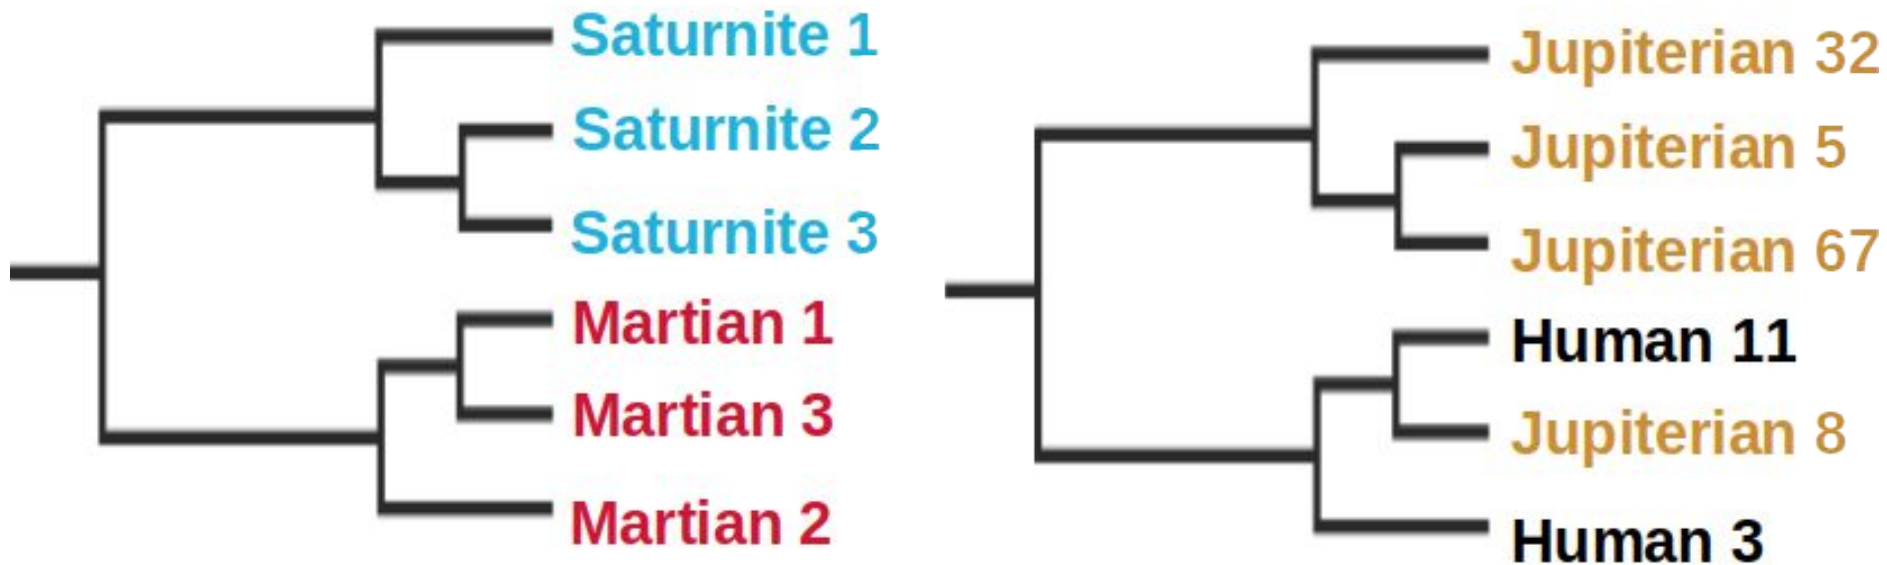 Saturnite 1
Saturnite 2
Saturnite 3
Martian 1
Martian 3
Martian 2
Jupiterian 32
Jupiterian 5
Jupiterian 67
Human 11
Jupiterian 8
Human 3